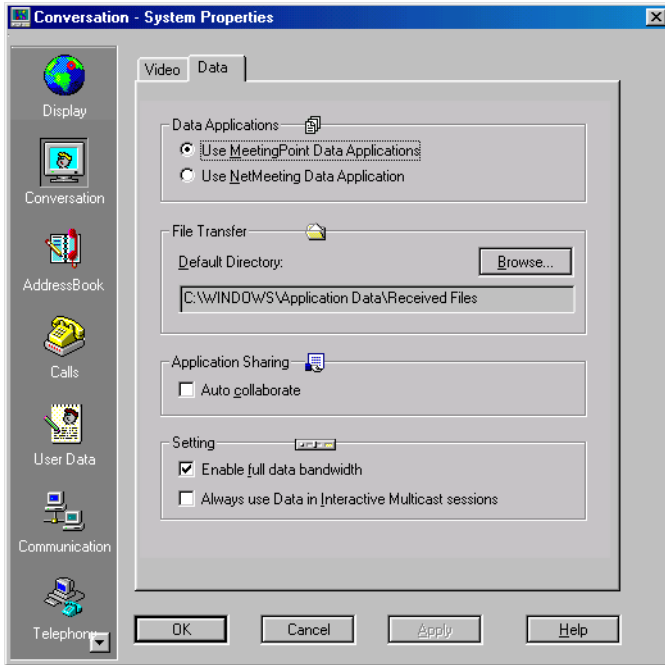 Conversation - System Properties
Display
Conversation
AddressBook
Calls
User Data
Communication
Telephony
Video
Data
Data Applications
Use MeetingPoint Data Applications
Use NetMeeting Data Application
File Transfer
Default Directory:
Browse...
C:\WINDOWS\Application Data\Received Files
Application Sharing
Auto collaborate
Setting
Enable full data bandwidth
Always use Data in Interactive Multicast sessions
OK
Cancel
Apply
Help